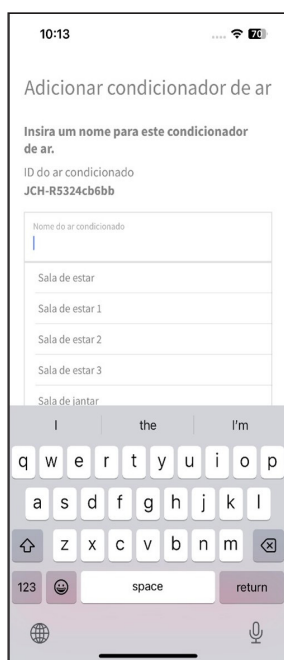 10:13
70
Adicionar condicionador de ar
Insira um nome para este condicionador
de ar.
ID do ar condicionado
JCH-R5324cb6bb
Nome do ar condicionado
Sala de estar
Sala de estar 1
Sala de estar 2
Sala de estar 3
Sala de jantar
I the I'm
q w e r t y u i o p
a s d f g h j k l
z x c v b n m
123 space return